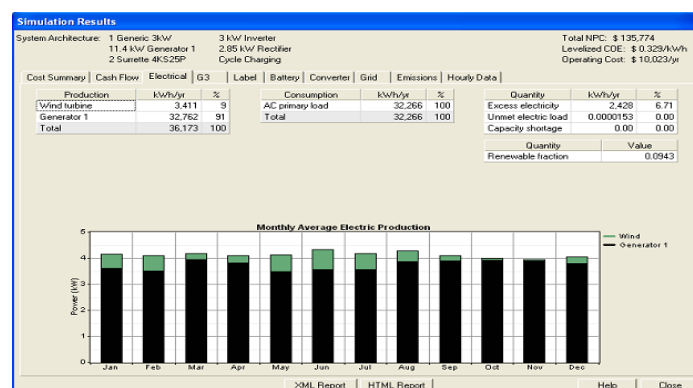 Simulation Results
System Architecture: 1 Generic 3kW 3 kW Inverter Total NPC: $ 135,774
11.4 kW Generator 1 2.85 kW Rectifier Levelized COE: $ 0.329/kWh
2 Surrette 4KS25P Cycle Charging Operating Cost: $ 10,023/yr
Cost Summary Cash Flow Electrical G3 Label Battery Converter Grid Emissions Hourly Data
Production kWh/yr % Consumption kWh/yr % Quantity kWh/yr %
Wind turbine 3,411 9 AC primary load 32,266 100 Excess electricity 2,428 6.71
Generator 1 32,762 91 Total 32,266 100 Unmet electric load 0.0000153 0.00
Total 36,173 100 Capacity shortage 0.00 0.00
Quantity Value
Renewable fraction 0.0943
Monthly Average Electric Production
Wind
Generator 1
Power (kW)
5
4
3
2
1
0
Jan Feb Mar Apr May Jun Jul Aug Sep Oct Nov Dec
XML Report HTML Report Help Close